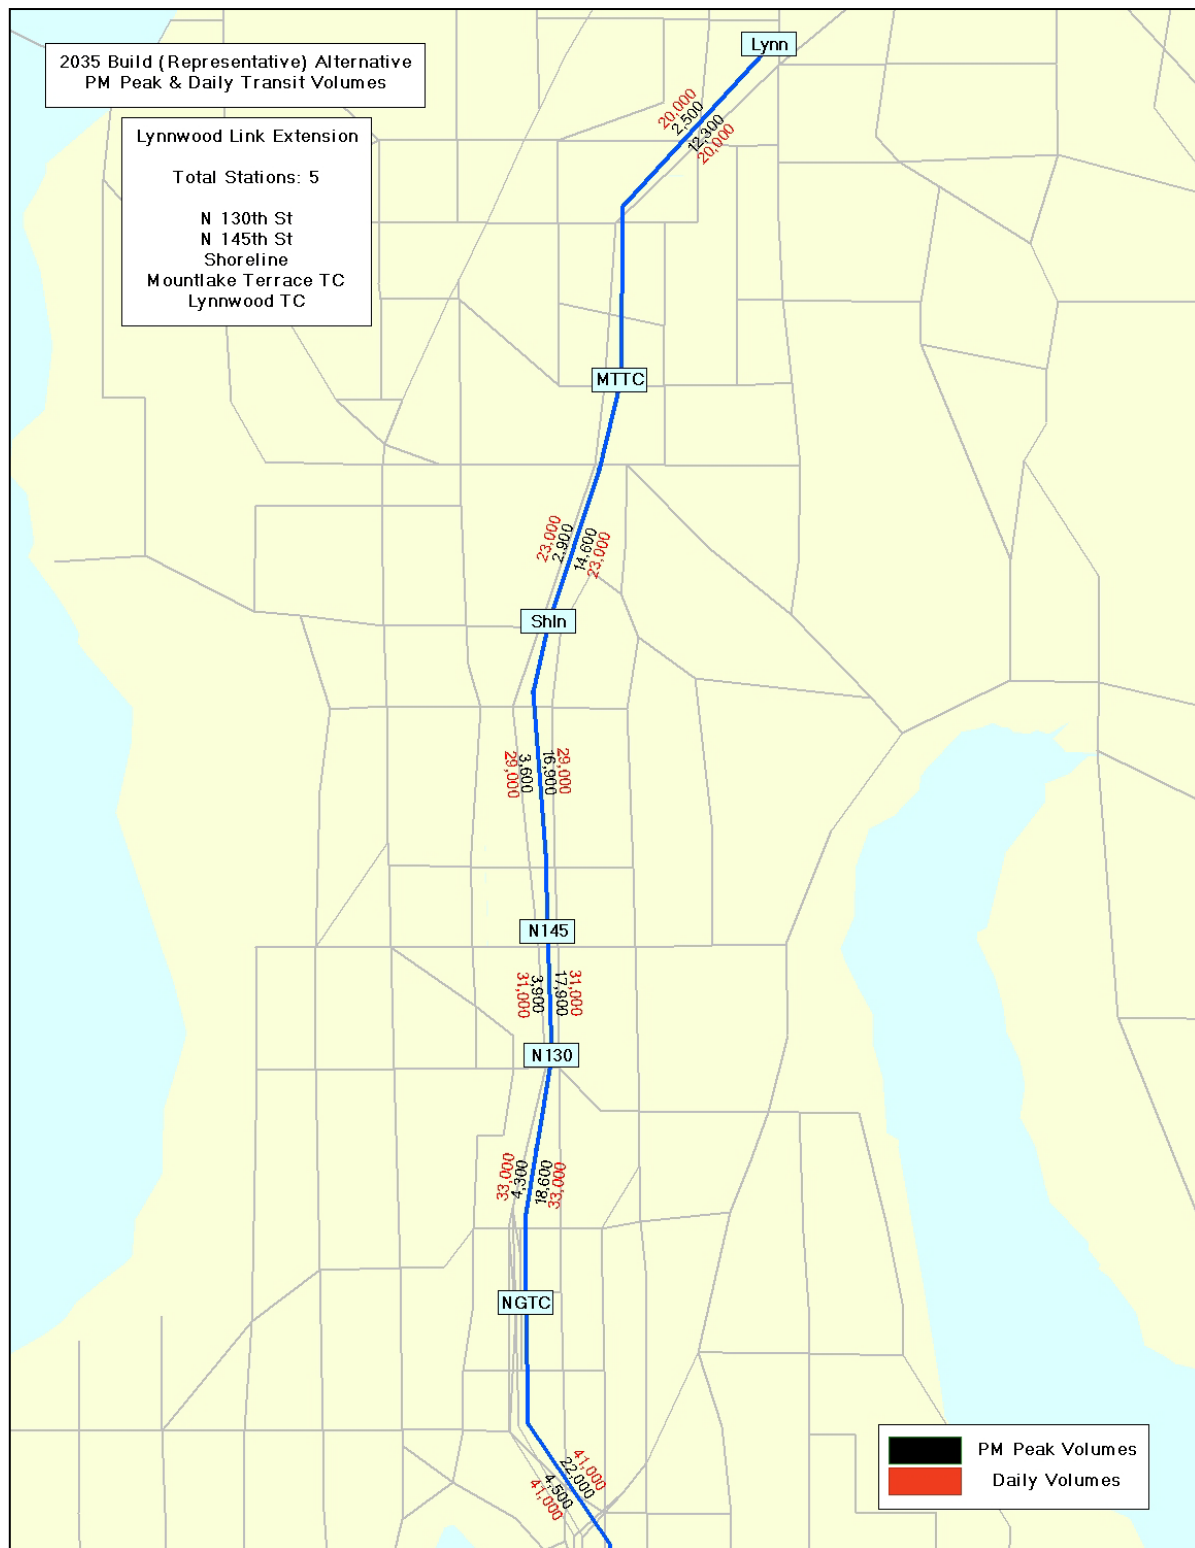 2035 Build (Representative) Alternative
PM Peak & Daily Transit Volumes
Lynnwood Link Extension
Total Stations: 5
N 130th St
N 145th St
Shoreline
Mountlake Terrace TC
Lynnwood TC
Lynn
20,000
2,500
12,300
20,000
MTTC
23,000
2,900
14,600
23,000
Shln
29,000
3,600
16,900
29,000
N145
31,000
3,900
17,900
31,000
N130
33,000
4,300
18,600
33,000
NGTC
41,000
22,000
4,500
41,000
PM Peak Volumes
Daily Volumes